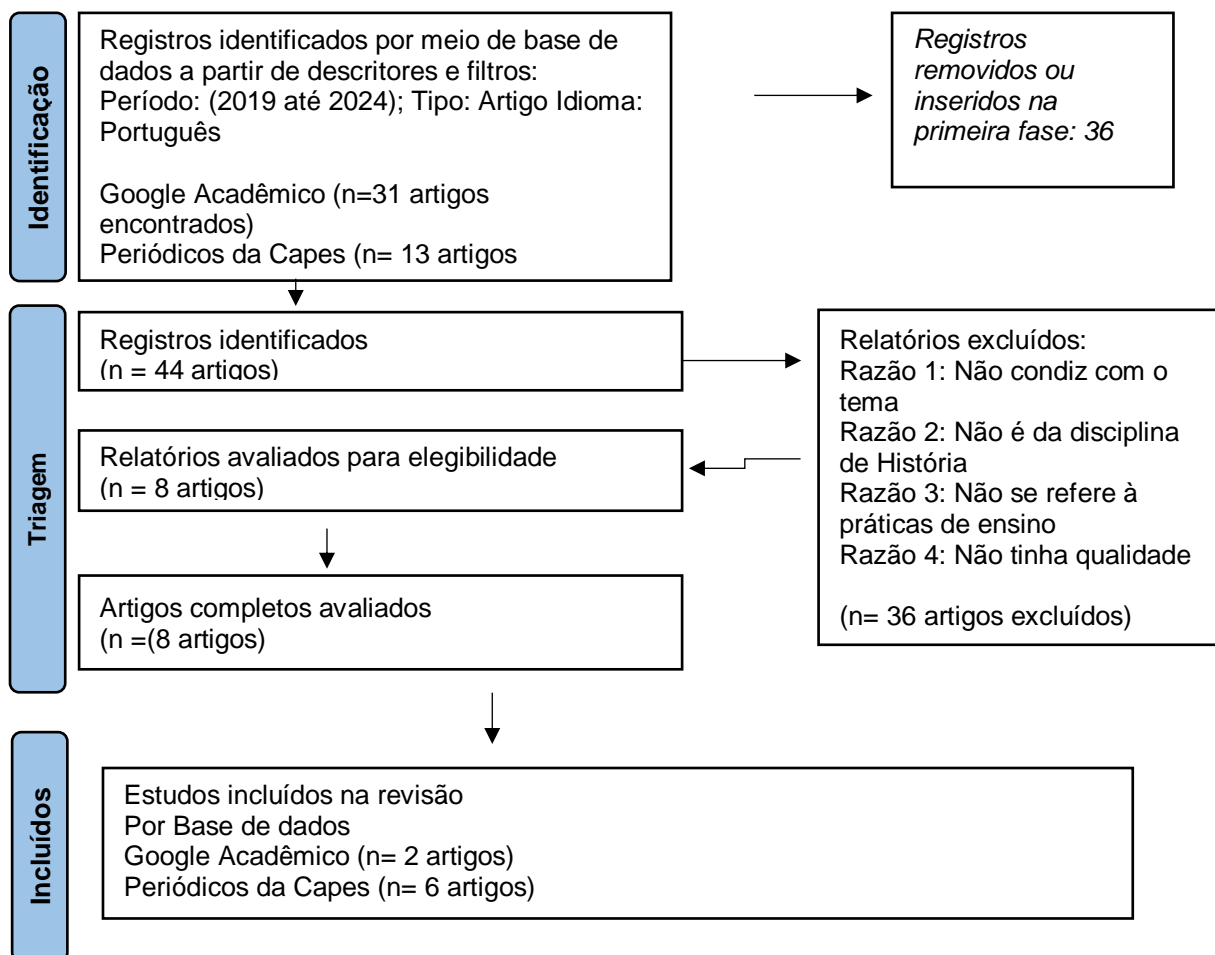 Identificação
Registros identificados por meio de base de
dados a partir de descritores e filtros:
Período: (2019 até 2024); Tipo: Artigo Idioma:
Português
Google Acadêmico (n=31 artigos
encontrados)
Periódicos da Capes (n= 13 artigos
Registros
removidos ou
inseridos na
primeira fase: 36
Triagem
Registros identificados
(n = 44 artigos)
Relatórios excluídos:
Razão 1: Não condiz com o
tema
Razão 2: Não é da disciplina
de História
Razão 3: Não se refere à
práticas de ensino
Razão 4: Não tinha qualidade
(n= 36 artigos excluídos)
Relatórios avaliados para elegibilidade
(n = 8 artigos)
Artigos completos avaliados
(n =(8 artigos)
Incluídos
Estudos incluídos na revisão
Por Base de dados
Google Acadêmico (n= 2 artigos)
Periódicos da Capes (n= 6 artigos)